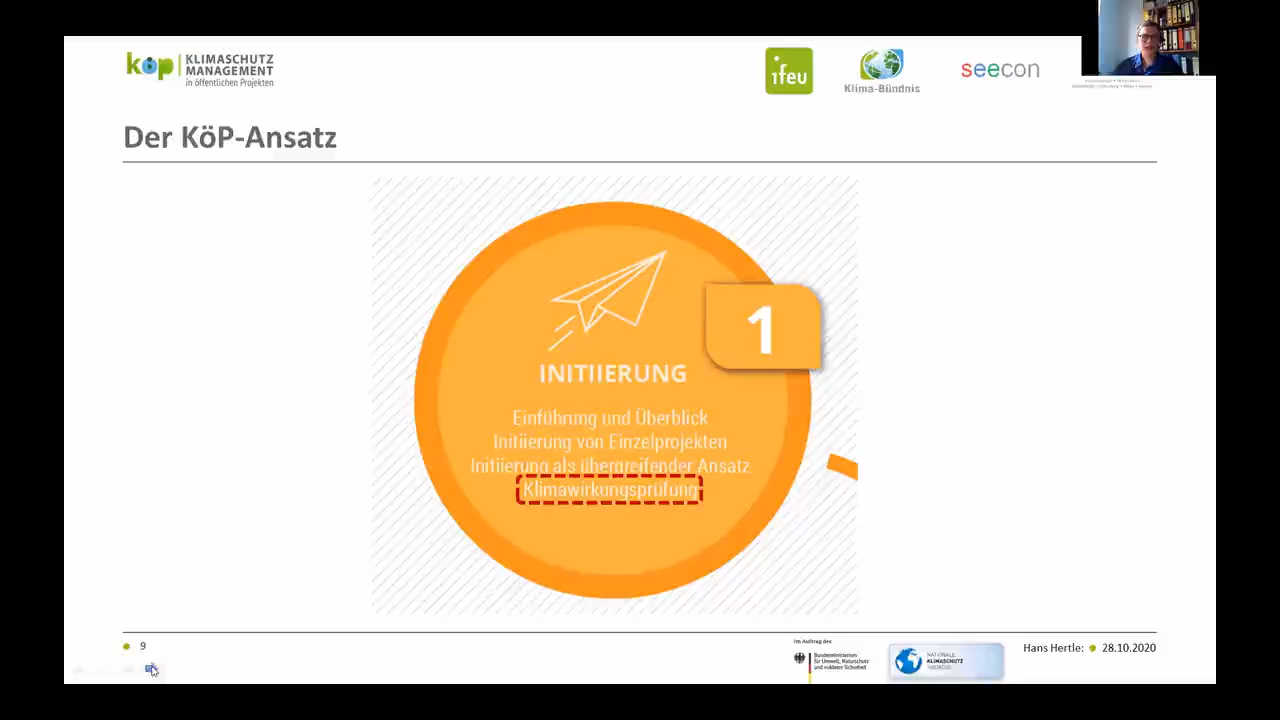 köp
KLIMASCHUTZ
MANAGEMENT
in öffentlichen Projekten
ifeu
Klima-Bündnis
seecon
Der KöP-Ansatz
1
INITIIERUNG
Einführung und Überblick
Initiierung von Einzelprojekten
Initiierung als übergreifender Ansatz
Klimawirkungsprüfung
9
Im Auftrag des
Bundesministerium
für Umwelt, Naturschutz
und nukleare Sicherheit
NATIONALE
KLIMASCHUTZ
INITIATIVE
Hans Hertle: 28.10.2020